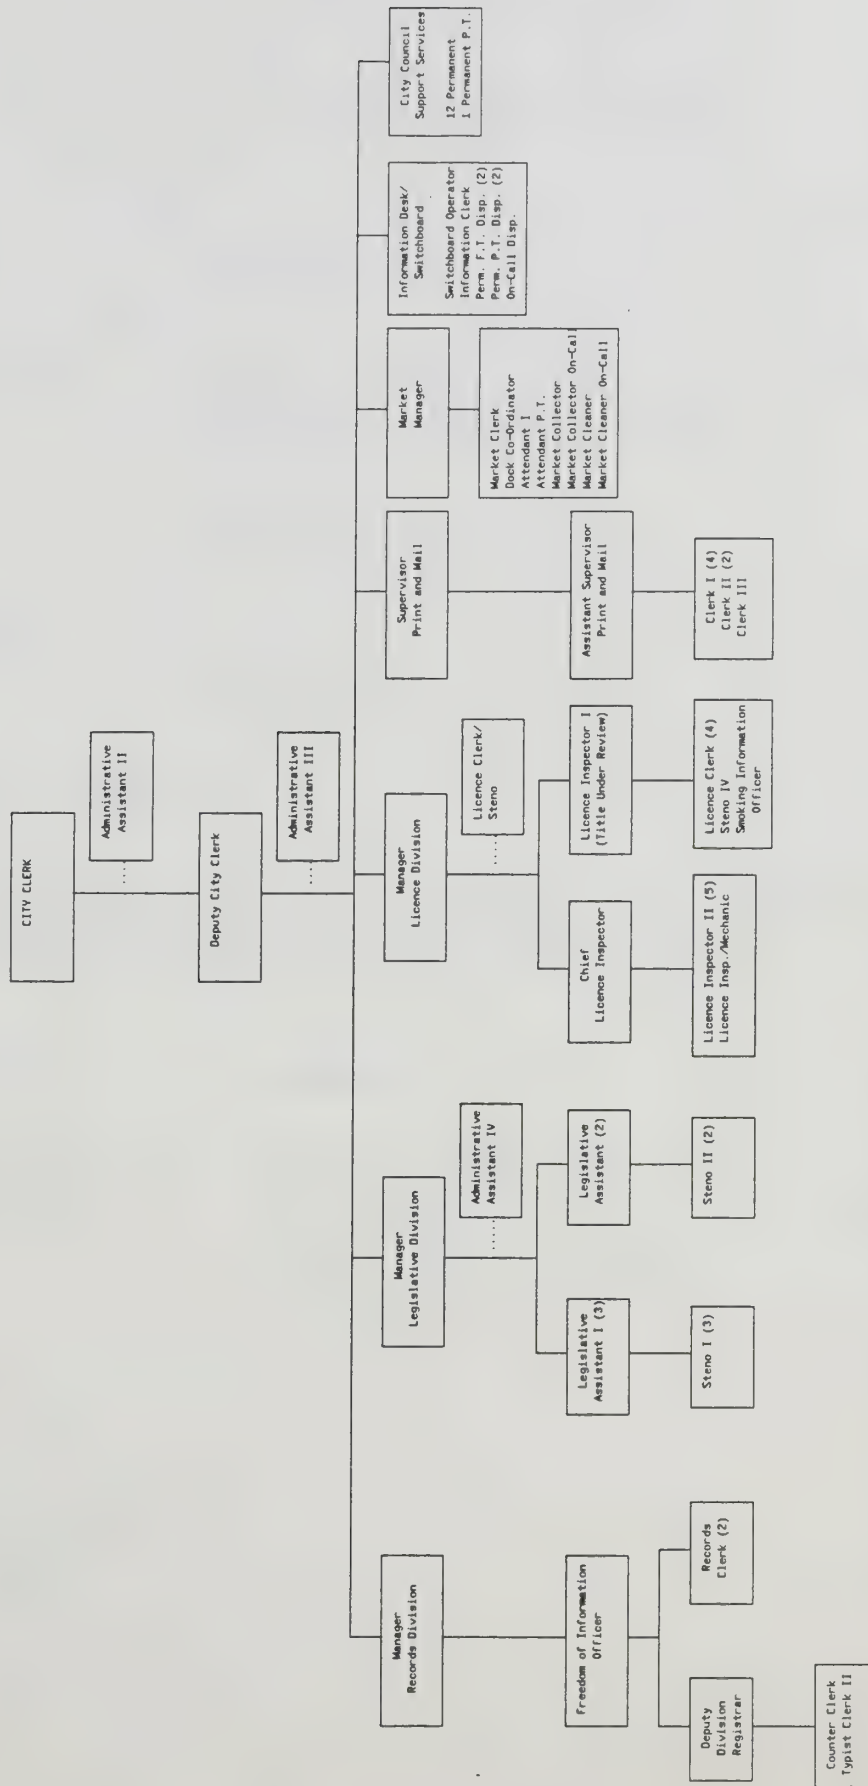 CITY CLERK
Administrative
Assistant II
Deputy City Clerk
Administrative
Assistant III
Manager
Records Division
Manager
Legislative Division
Manager
Licence Division
Supervisor
Print and Mail
Market
Manager
Information Desk/
Switchboard
Switchboard Operator
Information Clerk
Perm. F.T. Disp. (2)
Perm. P.T. Disp. (2)
On-Call Disp.
City Council
Support Services
12 Permanent
1 Permanent P.T.
Administrative
Assistant IV
Licence Clerk/
Steno
Market Clerk
Dock Co-Ordinator
Attendant I
Attendant P.T.
Market Collector
Market Collector On-Call
Market Cleaner
Market Cleaner On-Call
Freedom of Information
Officer
Legislative
Assistant I (3)
Legislative
Assistant (2)
Chief
Licence Inspector
Licence Inspector I
(Title Under Review)
Assistant Supervisor
Print and Mail
Deputy
Division
Registrar
Records
Clerk (2)
Steno I (3)
Steno II (2)
Licence Inspector II (5)
Licence Insp./Mechanic
Licence Clerk (4)
Steno IV
Smoking Information
Officer
Clerk I (4)
Clerk II (2)
Clerk III
Counter Clerk
Typist Clerk II